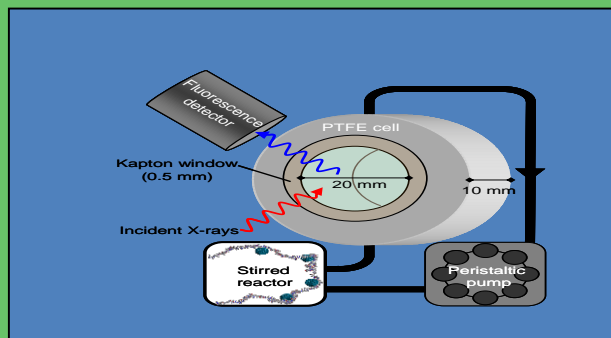 Fluorescence
detector
PTFE cell
Kapton window
(0.5 mm)
20 mm
10 mm
Incident X-rays
Stirred
reactor
Peristaltic
pump